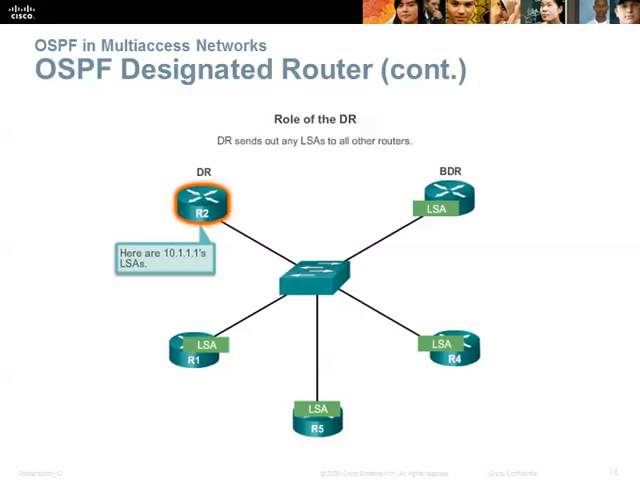 CISCO
OSPF in Multiaccess Networks
OSPF Designated Router (cont.)
Role of the DR
DR sends out any LSAs to all other routers.
DR
BDR
R2
LSA
Here are 10.1.1.1's
LSAs.
LSA
R1
LSA
R4
LSA
R5
Presentation_ID
Cisco Systems, Inc. All rights reserved.
Cisco Confidential